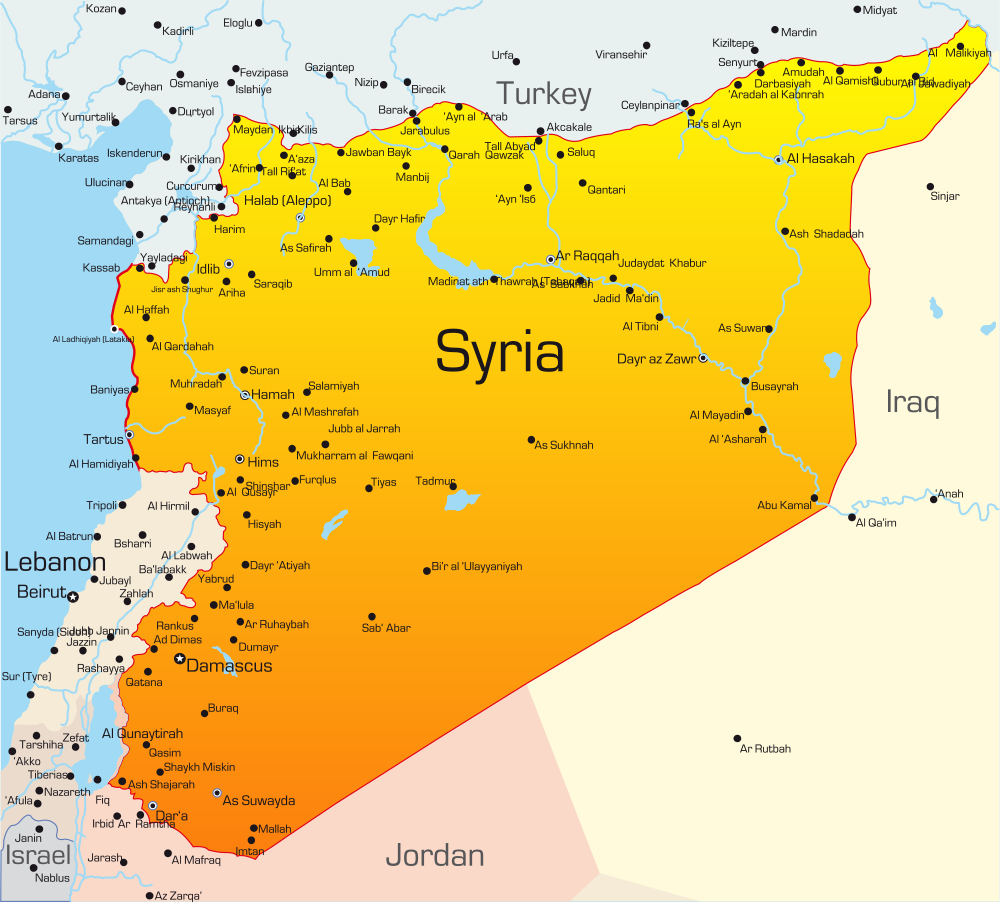 Kozan
Kadirli
Eloglu
Midyat
Mardin
Kiziltepe
Viransehir
Urfa
Senyurt
Al Malikiyah
Gaziantep
Fevzipasa
Osmaniye
Islahiye
Ceyhan
Nizip
Birecik
Amudah
Al Qamishli
Darbasiyah
Al Jawadiyah
Adana
Turkey
'Aradah al Kabnrah
Tarsus
Yumurtalik
Durtyol
Barak
Ceylanpinar
'Ayn al 'Arab
Ra's al Ayn
Maydan Ikbis
Kilis
Jarabulus
Akcakale
Karatas
Iskenderun
Kirikhan
A'aza
Jawban Bayk
Qarah Qawzak
Tall Abyad
Saluq
Al Hasakah
'Afrin
Tall Rif'at
Manbij
Ulucinar
Curcurum
Al Bab
Qantari
Sinjar
Antakya (Antioch)
Reyhanli
Halab (Aleppo)
'Ayn 'Isб
Harim
Dayr Hafir
Samandagi
As Safirah
Ash Shadadah
Yayladagi
Kassab
Idlib
Umm al 'Amud
Ar Raqqah
Judaydat Khabur
Saraqib
Ariha
Jisr ash Shughur
Madinat ath Thawrah (Tabaqah)
As Sabkhah
Jadid Ma'din
Al Haffah
Al Tibni
As Suwar
Al Ladhiqiyah (Latakia)
Al Qardahah
Syria
Dayr az Zawr
Suran
Muhradah
Salamiyah
Busayrah
Baniyas
Hamah
Iraq
Masyaf
Al Mashrafah
Al Mayadin
Jubb al Jarrah
Tartus
As Sukhnah
Al 'Asharah
Mukharram al Fawqani
Al Hamidiyah
Hims
Shinshar
Furqlus
Tiyas
Tadmur
Al Qusayr
'Anah
Tripoli
Al Hirmil
Abu Kamal
Hisyah
Al Qa'im
Al Batrun
Bsharri
Al Labwah
Lebanon
Ba'labakk
Dayr 'Atiyah
Bi'r al 'Ulayyaniyah
Jubayl
Yabrud
Beirut
Zahlah
Ma'lula
Rankus
Ar Ruhaybah
Sab' Abar
Sanyda (Sidon)
Jubb Jannin
Jazzin
Ad Dimas
Dumayr
Rashayya
Damascus
Sur (Tyre)
Qatana
Buraq
Al Qunaytirah
Tarshiha
Zefat
Qasim
Ar Rutbah
'Akko
Tiberias
Shaykh Miskin
Ash Shajarah
Nazareth
'Afula
Fiq
As Suwayda
Dar'a
Irbid
Ar Ramtha
Mallah
Janin
Imtan
Israel
Jarash
Al Mafraq
Jordan
Nablus
Az Zarqa'